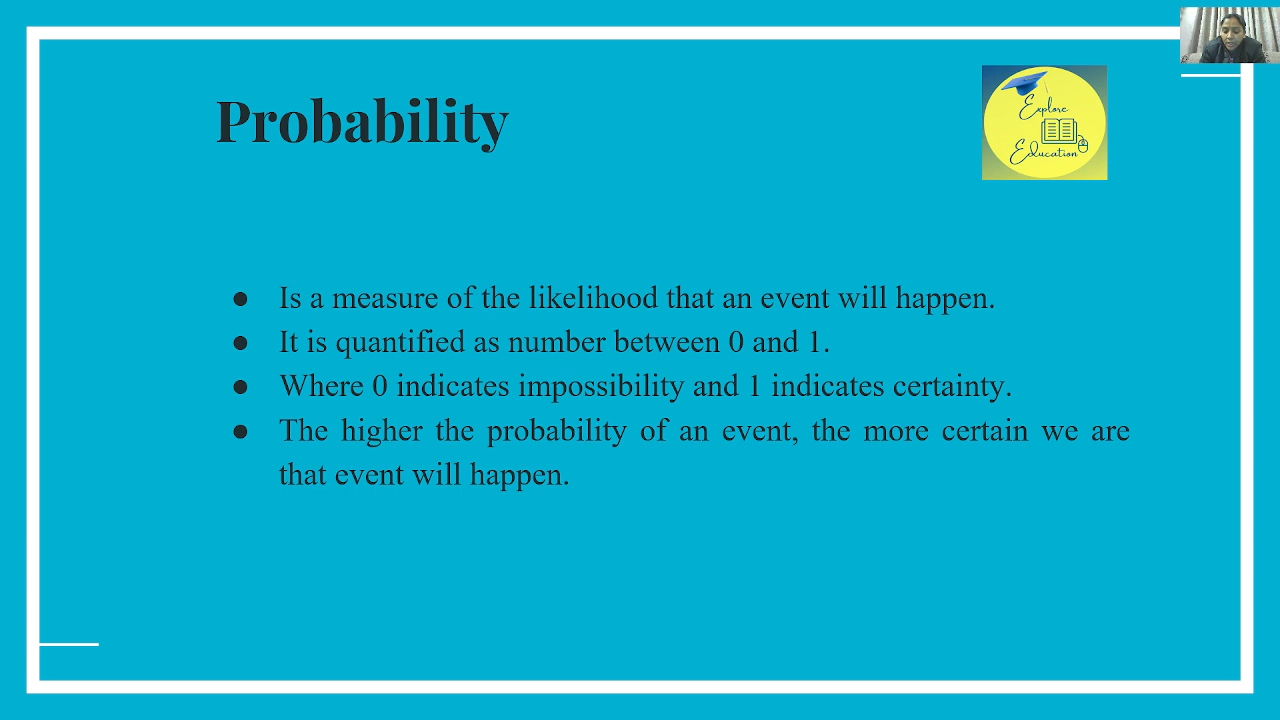 Probability
Explore
Education
● Is a measure of the likelihood that an event will happen.
● It is quantified as number between 0 and 1.
● Where 0 indicates impossibility and 1 indicates certainty.
● The higher the probability of an event, the more certain we are
that event will happen.